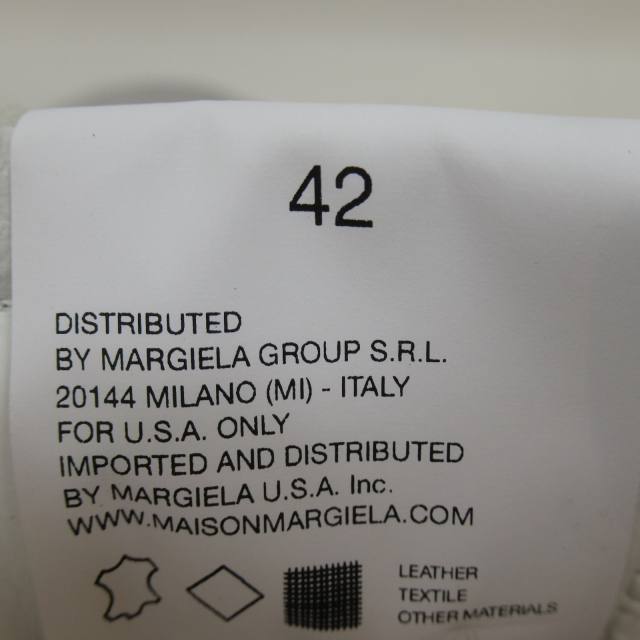 42
DISTRIBUTED
BY MARGIELA GROUP S.R.L.
20144 MILANO (MI) - ITALY
FOR U.S.A. ONLY
IMPORTED AND DISTRIBUTED
BY MARGIELA U.S.A. Inc.
WWW.MAISONMARGIELA.COM
LEATHER
TEXTILE
OTHER MATERIALS